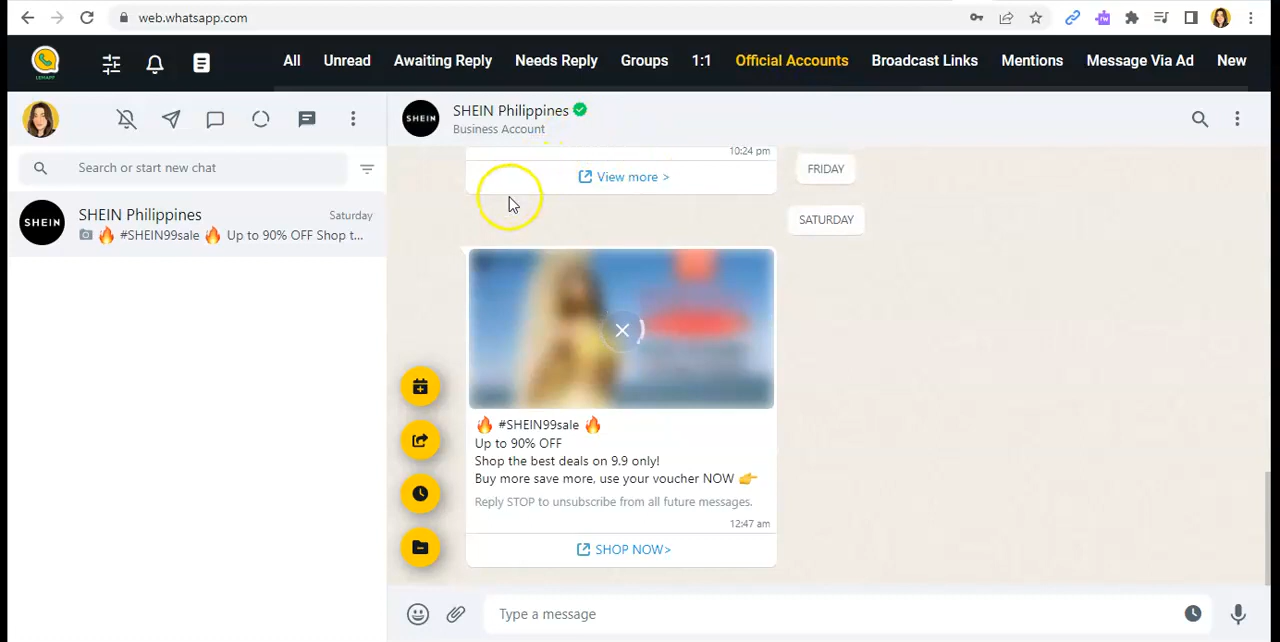 web.whatsapp.com
LEMAPP
All Unread Awaiting Reply Needs Reply Groups 1:1 Official Accounts Broadcast Links Mentions Message Via Ad New
SHEIN
SHEIN Philippines
Business Account
Search or start new chat
SHEIN
SHEIN Philippines
Saturday
🔥 #SHEIN99sale 🔥 Up to 90% OFF Shop t...
10:24 pm
View more >
FRIDAY
SATURDAY
🔥 #SHEIN99sale 🔥
Up to 90% OFF
Shop the best deals on 9.9 only!
Buy more save more, use your voucher NOW 👉
Reply STOP to unsubscribe from all future messages.
12:47 am
SHOP NOW>
Type a message